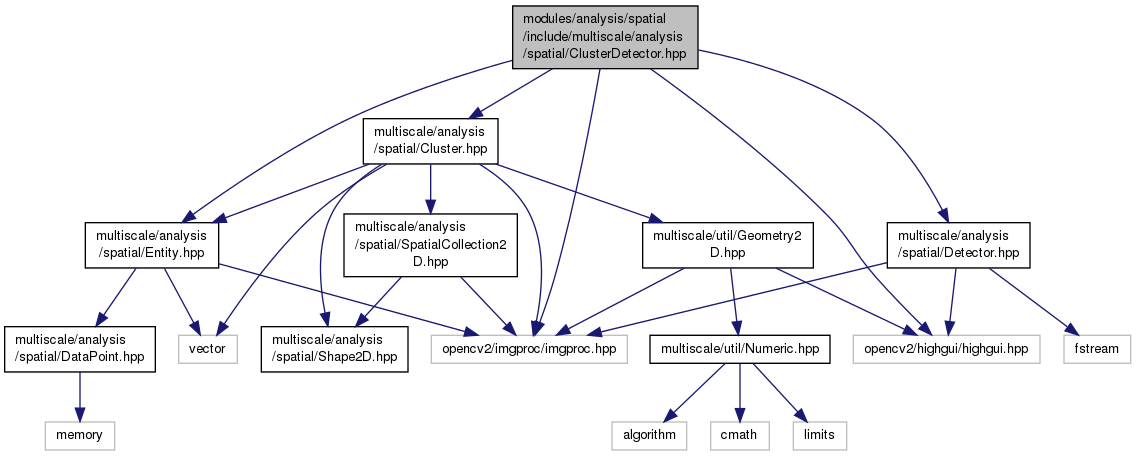 modules/analysis/spatial
/include/multiscale/analysis
/spatial/ClusterDetector.hpp
multiscale/analysis
/spatial/Cluster.hpp
multiscale/analysis
/spatial/Entity.hpp
multiscale/analysis
/spatial/SpatialCollection2
D.hpp
multiscale/util/Geometry2
D.hpp
multiscale/analysis
/spatial/Detector.hpp
multiscale/analysis
/spatial/DataPoint.hpp
vector
multiscale/analysis
/spatial/Shape2D.hpp
opencv2/imgproc/imgproc.hpp
multiscale/util/Numeric.hpp
opencv2/highgui/highgui.hpp
fstream
memory
algorithm
cmath
limits